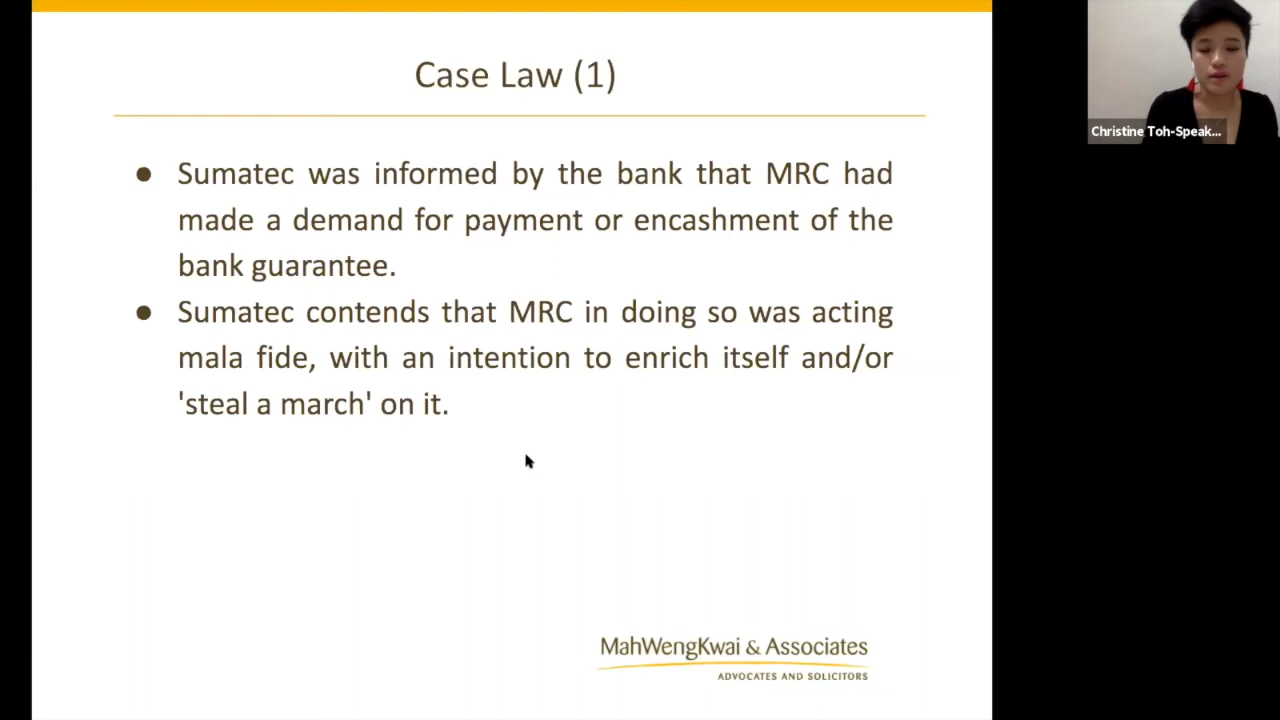 Case Law (1)
● Sumatec was informed by the bank that MRC had
made a demand for payment or encashment of the
bank guarantee.
● Sumatec contends that MRC in doing so was acting
mala fide, with an intention to enrich itself and/or
'steal a march' on it.
MahWengKwai & Associates
ADVOCATES AND SOLICITORS
Christine Toh-Speak...